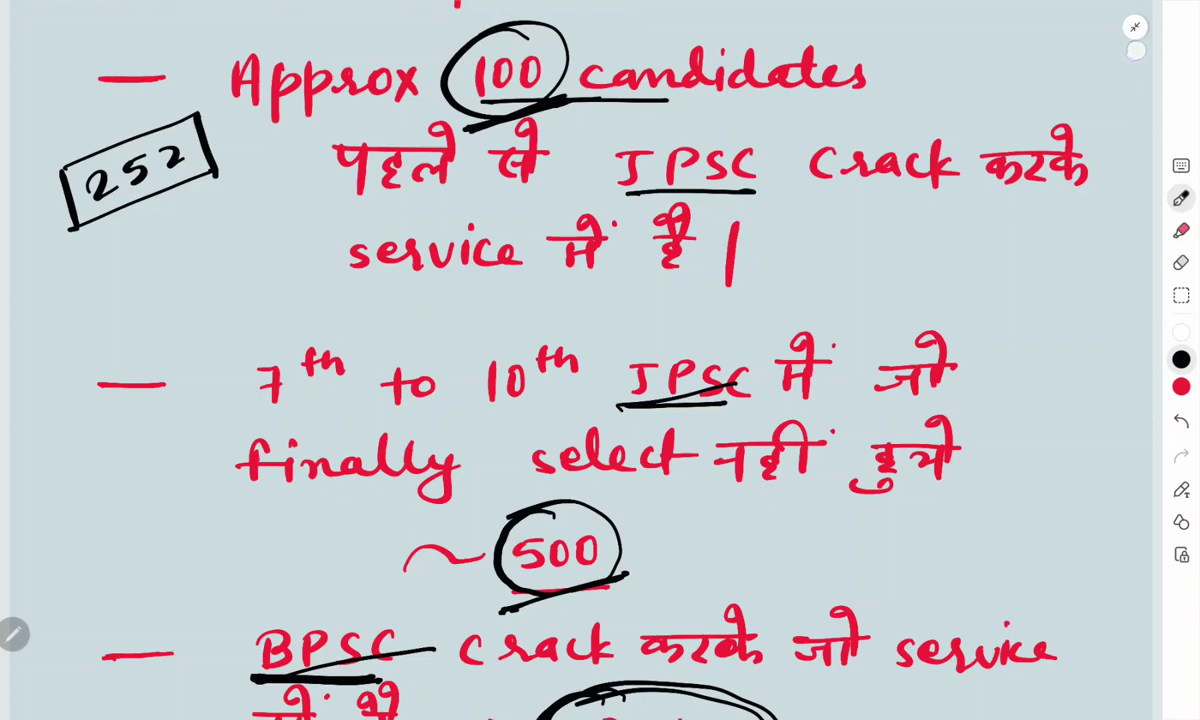 — Approx 100 candidates
252
पहले से JPSC crack करके
service में है |
— 7th to 10th JPSC में जो
finally select नहीं हुये
~ 500
— BPSC crack करके जो service
में